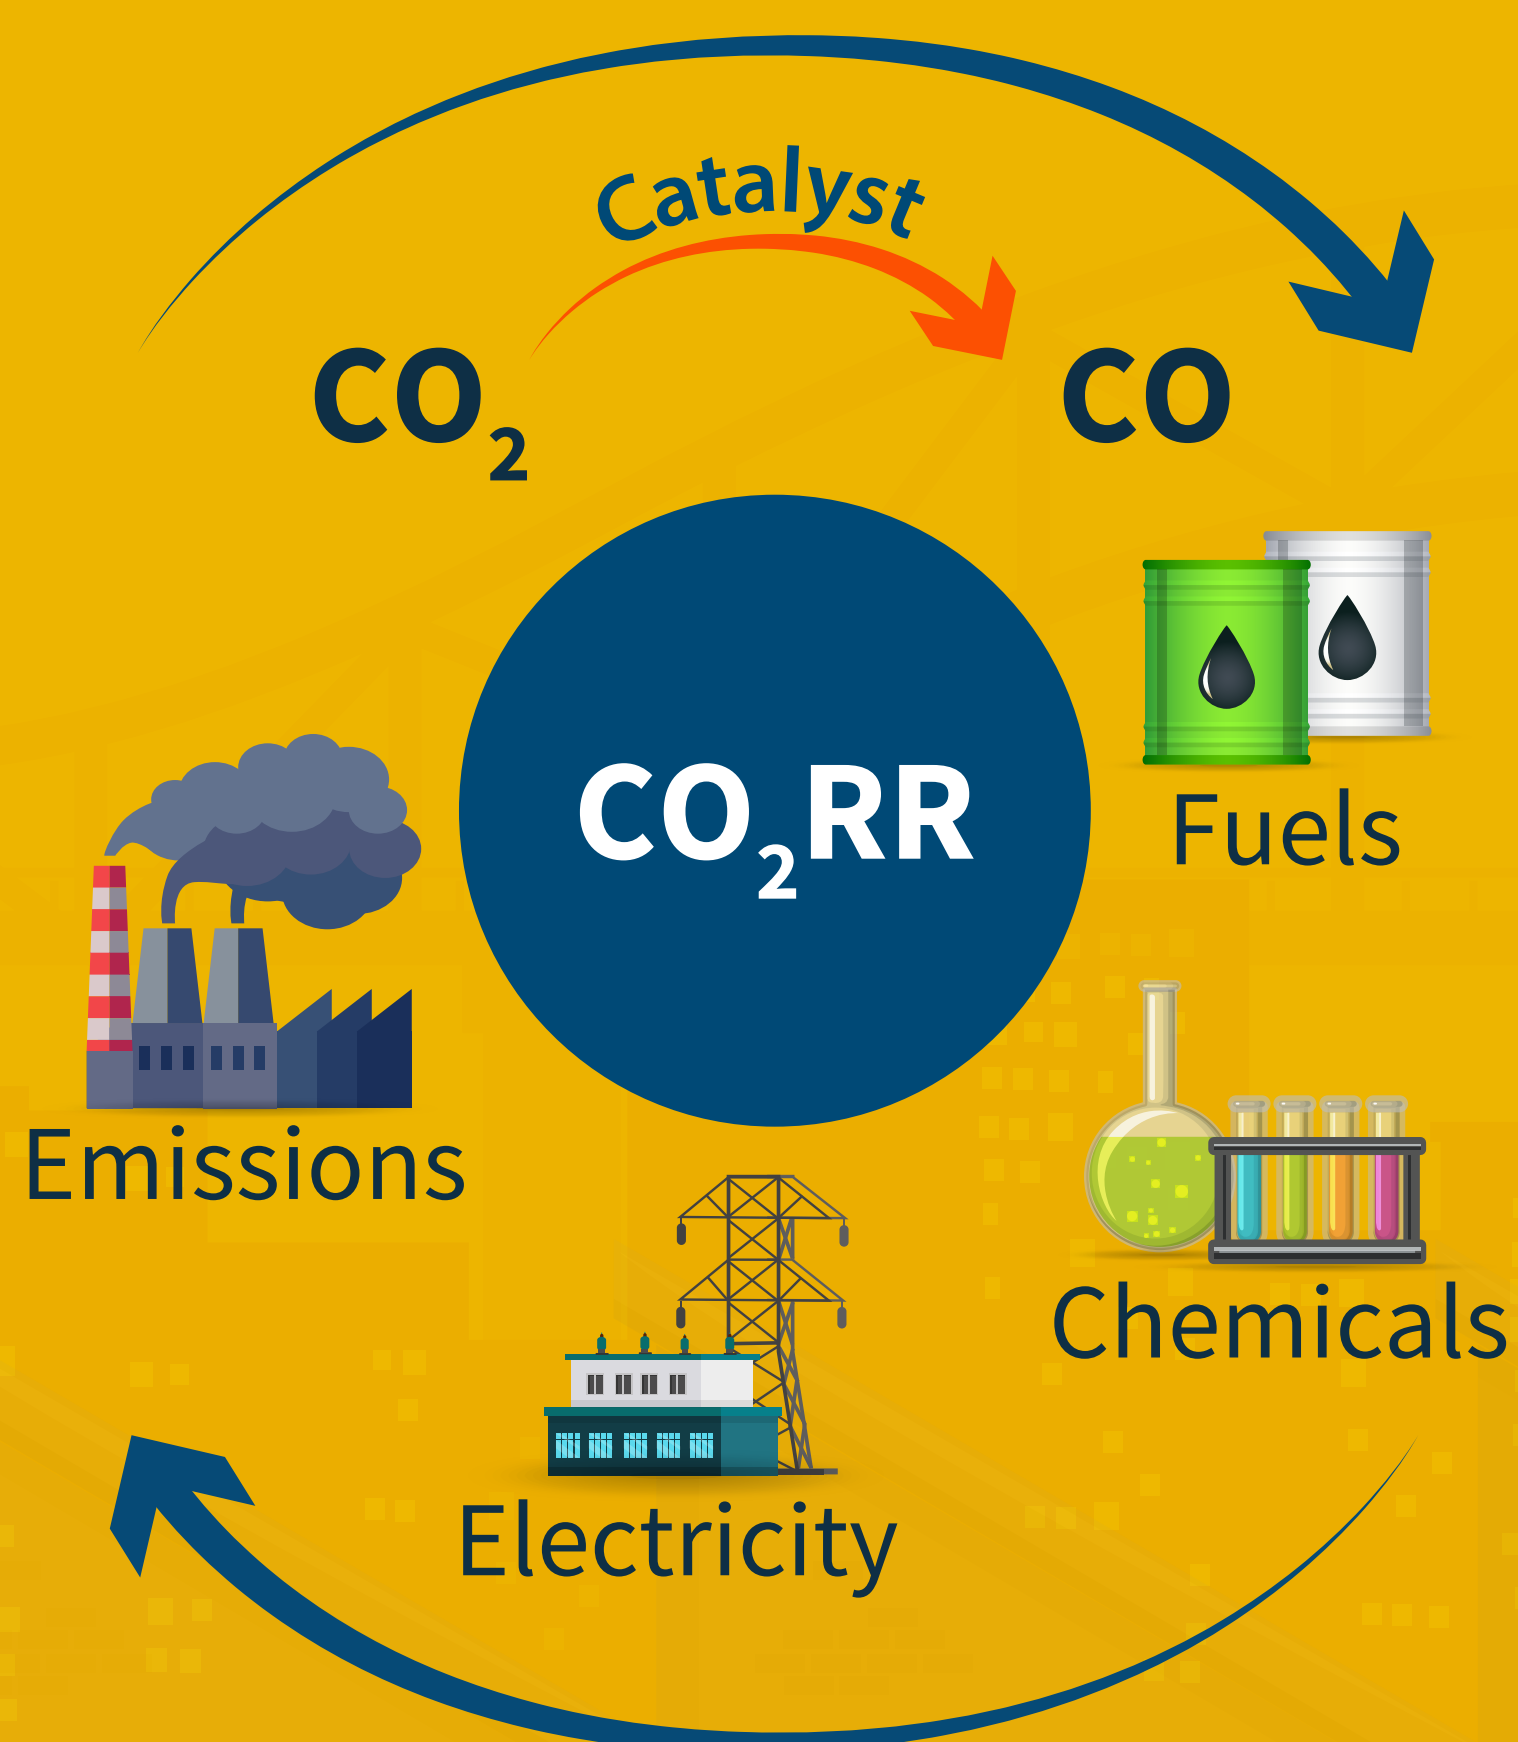 Catalyst
CO₂
CO
CO₂RR
Fuels
Emissions
Chemicals
Electricity